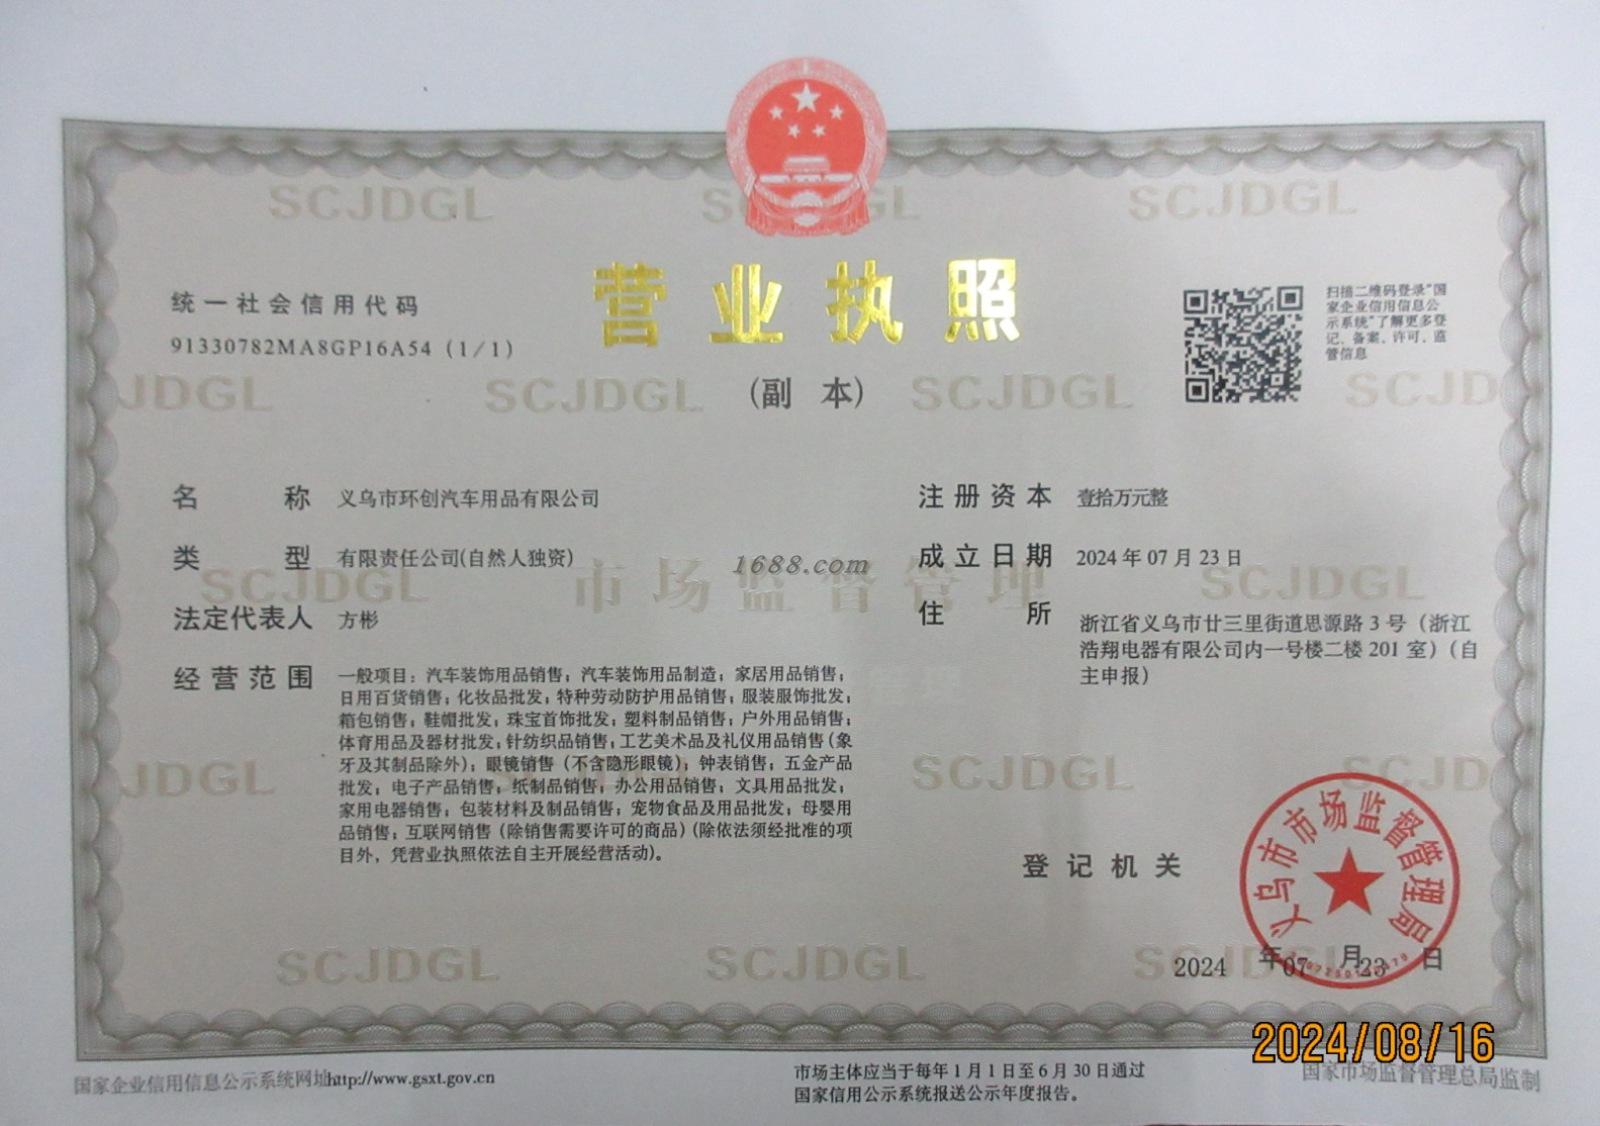 营业执照
(副 本)
统一社会信用代码
91330782MA8GP16A54 (1/1)
扫描二维码登录"国
家企业信用信息公
示系统"了解更多登
记、备案、许可、监
管信息
名 称 义乌市环创汽车用品有限公司
类 型 有限责任公司(自然人独资)
法定代表人 方彬
经营范围 一般项目：汽车装饰用品销售；汽车装饰用品制造；家居用品销售；
日用百货销售；化妆品批发；特种劳动防护用品销售；服装服饰批发；
箱包销售；鞋帽批发；珠宝首饰批发；塑料制品销售；户外用品销售；
体育用品及器材批发；针纺织品销售；工艺美术品及礼仪用品销售（象
牙及其制品除外）；眼镜销售（不含隐形眼镜）；钟表销售；五金产品
批发；电子产品销售；纸制品销售；办公用品销售；文具用品批发；
家用电器销售；包装材料及制品销售；宠物食品及用品批发；母婴用
品销售；互联网销售（除销售需要许可的商品）(除依法须经批准的项
目外，凭营业执照依法自主开展经营活动)。
注册资本 壹拾万元整
成立日期 2024年07月23日
住 所 浙江省义乌市廿三里街道思源路3号（浙江
浩翔电器有限公司内一号楼二楼201室）（自
主申报）
1688.com
市场监督管理
SCJDGL SCJDGL SCJDGL
JDGL SCJDGL SCJDGL SCJD
SCJDGL SCJDGL
JDGL SCJDGL SCJD
SCJDGL SCJDGL SCJDGL
登记机关
义乌市市场监督管理局
2024 年07 月23 日
2024/08/16
国家企业信用信息公示系统网址http://www.gsxt.gov.cn
市场主体应当于每年1月1日至6月30日通过
国家信用公示系统报送公示年度报告。
国家市场监督管理总局监制